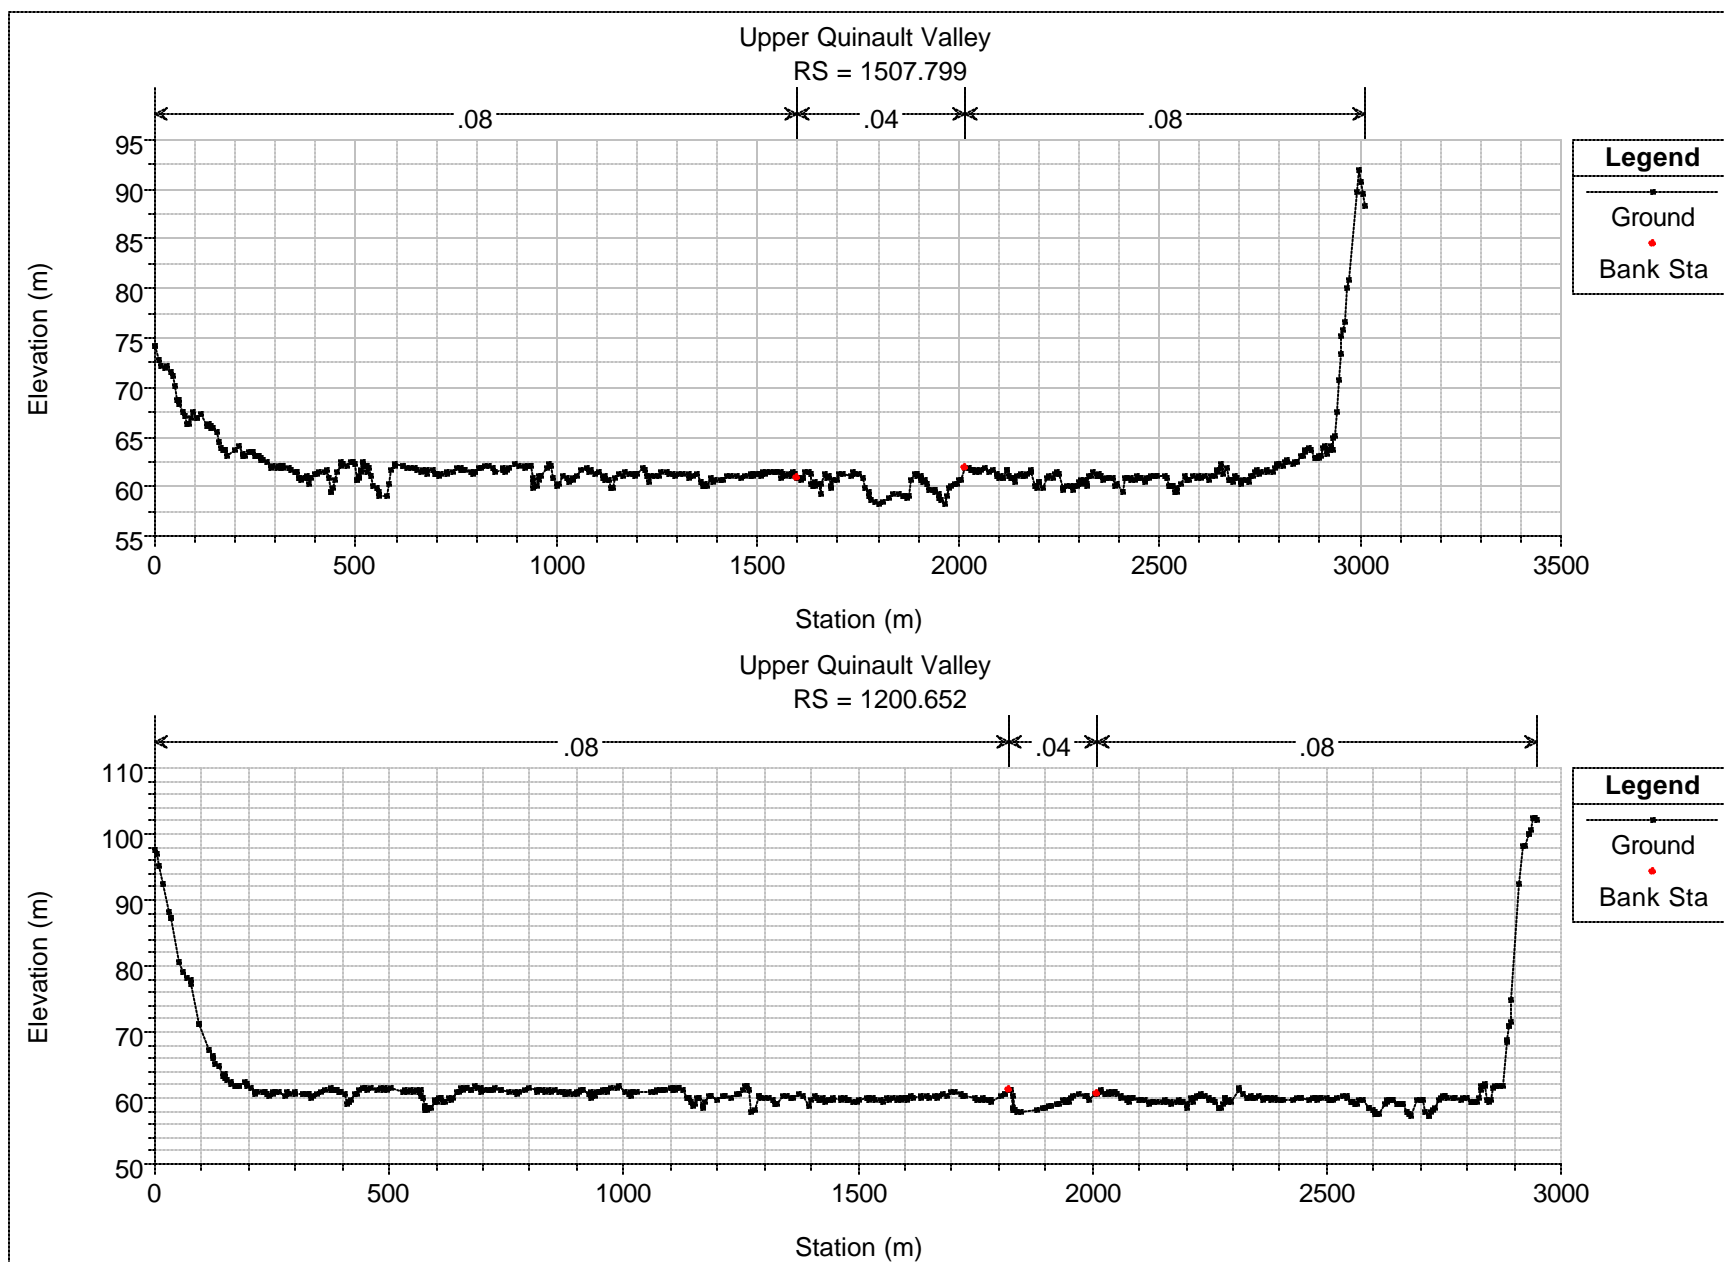 Upper Quinault Valley
RS = 1507.799
.08
.04
.08
95
90
85
80
75
70
65
60
55
Elevation (m)
0
500
1000
1500
2000
2500
3000
3500
Station (m)
Legend
Ground
Bank Sta
Upper Quinault Valley
RS = 1200.652
.08
.04
.08
110
100
90
80
70
60
50
Elevation (m)
0
500
1000
1500
2000
2500
3000
Station (m)
Legend
Ground
Bank Sta